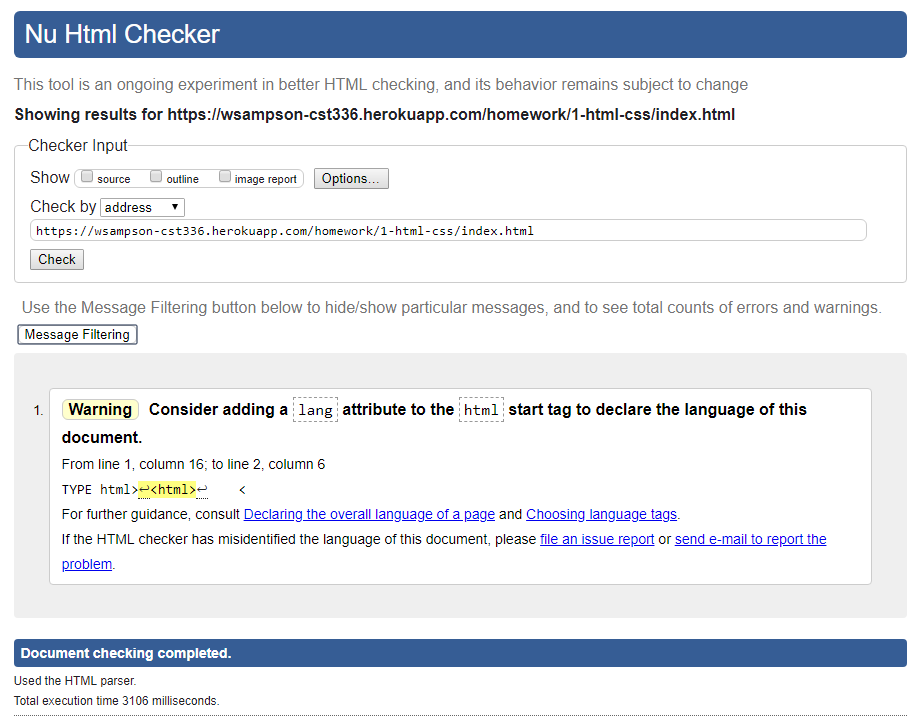 Nu Html Checker
This tool is an ongoing experiment in better HTML checking, and its behavior remains subject to change
Showing results for https://wsampson-cst336.herokuapp.com/homework/1-html-css/index.html
Checker Input
Show source outline image report Options...
Check by address
https://wsampson-cst336.herokuapp.com/homework/1-html-css/index.html
Check
Use the Message Filtering button below to hide/show particular messages, and to see total counts of errors and warnings.
Message Filtering
1. Warning Consider adding a lang attribute to the html start tag to declare the language of this
document.
From line 1, column 16; to line 2, column 6
TYPE html>↩<html>↩    <
For further guidance, consult Declaring the overall language of a page and Choosing language tags.
If the HTML checker has misidentified the language of this document, please file an issue report or send e-mail to report the
problem.
Document checking completed.
Used the HTML parser.
Total execution time 3106 milliseconds.